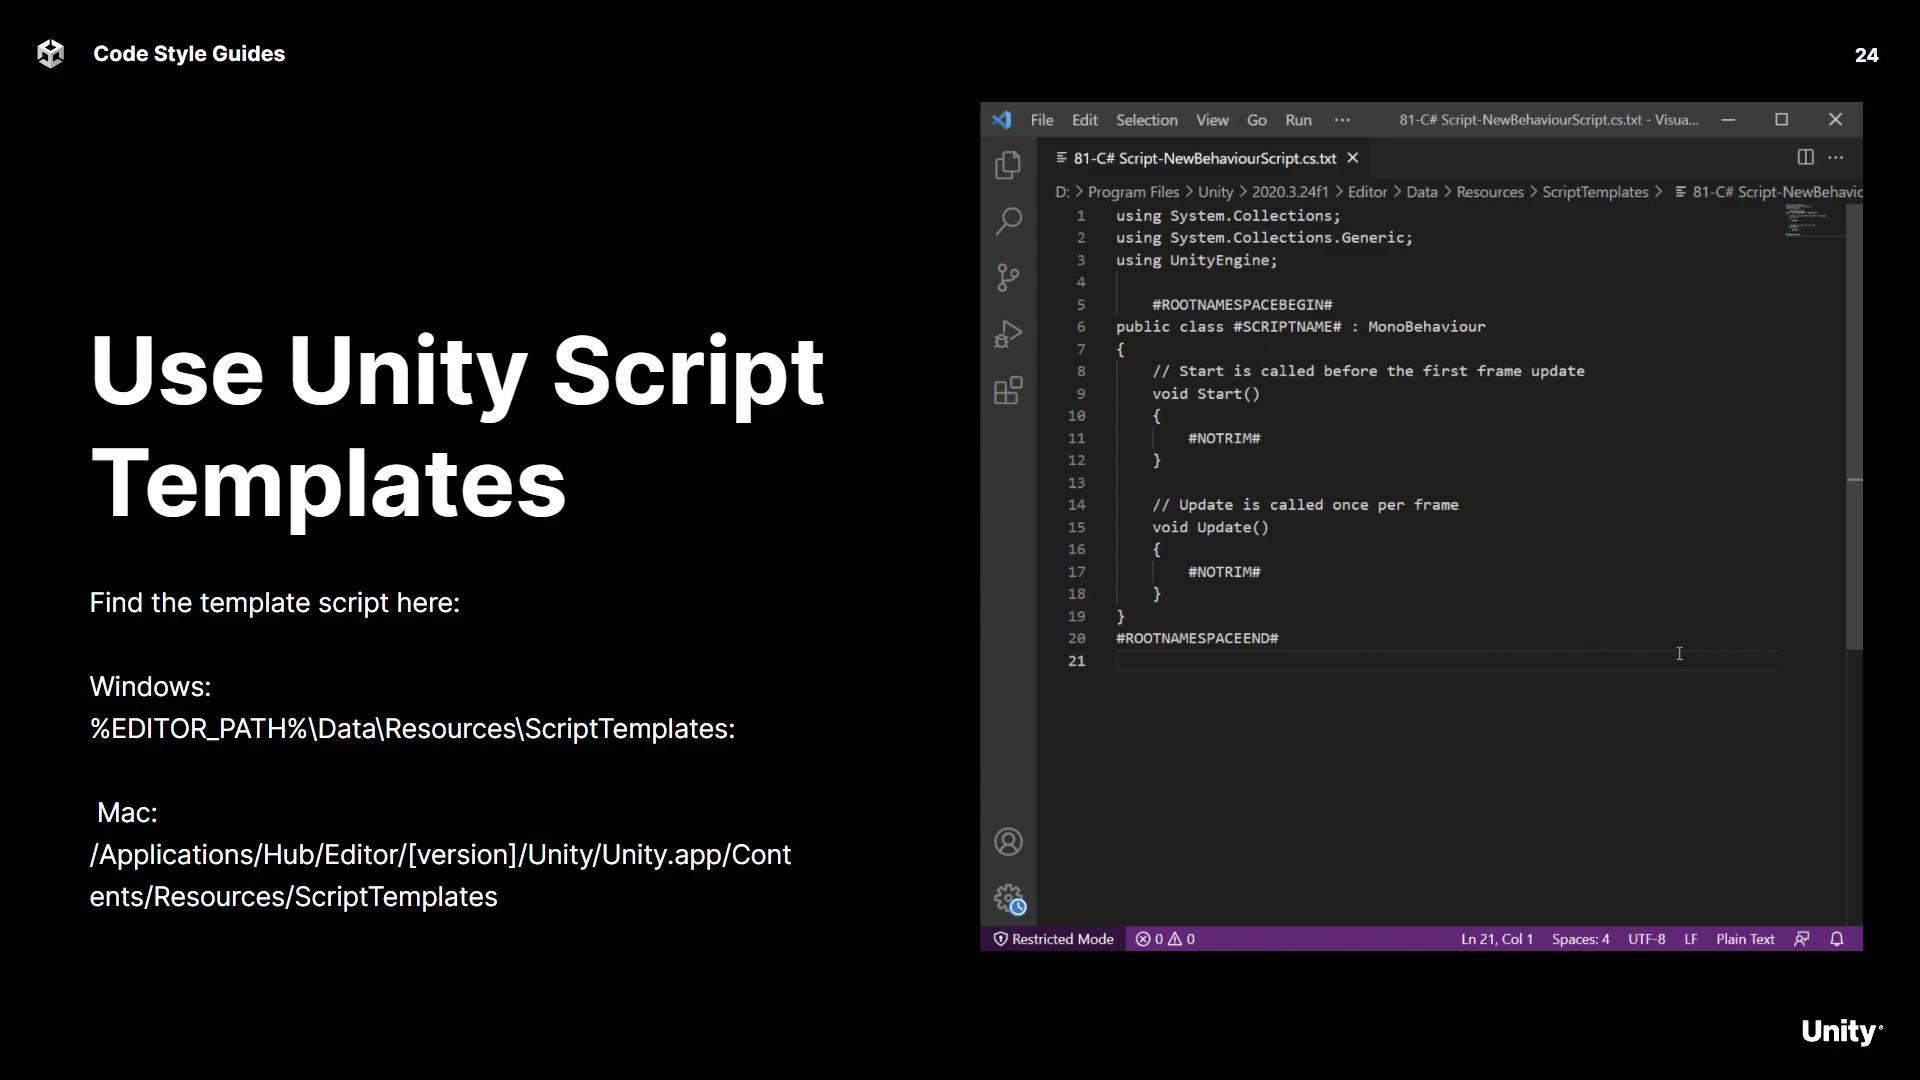 Code Style Guides
24
Use Unity Script
Templates
Find the template script here:
Windows:
%EDITOR_PATH%\Data\Resources\ScriptTemplates:
Mac:
/Applications/Hub/Editor/[version]/Unity/Unity.app/Cont
ents/Resources/ScriptTemplates
File Edit Selection View Go Run ··· 81-C# Script-NewBehaviourScript.cs.txt - Visua...
81-C# Script-NewBehaviourScript.cs.txt
D: > Program Files > Unity > 2020.3.24f1 > Editor > Data > Resources > ScriptTemplates > 81-C# Script-NewBehavio
1 using System.Collections;
2 using System.Collections.Generic;
3 using UnityEngine;
4
5 #ROOTNAMESPACEBEGIN#
6 public class #SCRIPTNAME# : MonoBehaviour
7 {
8 // Start is called before the first frame update
9 void Start()
10 {
11 #NOTRIM#
12 }
13
14 // Update is called once per frame
15 void Update()
16 {
17 #NOTRIM#
18 }
19 }
20 #ROOTNAMESPACEEND#
21
Restricted Mode 0 0 Ln 21, Col 1 Spaces: 4 UTF-8 LF Plain Text
Unity